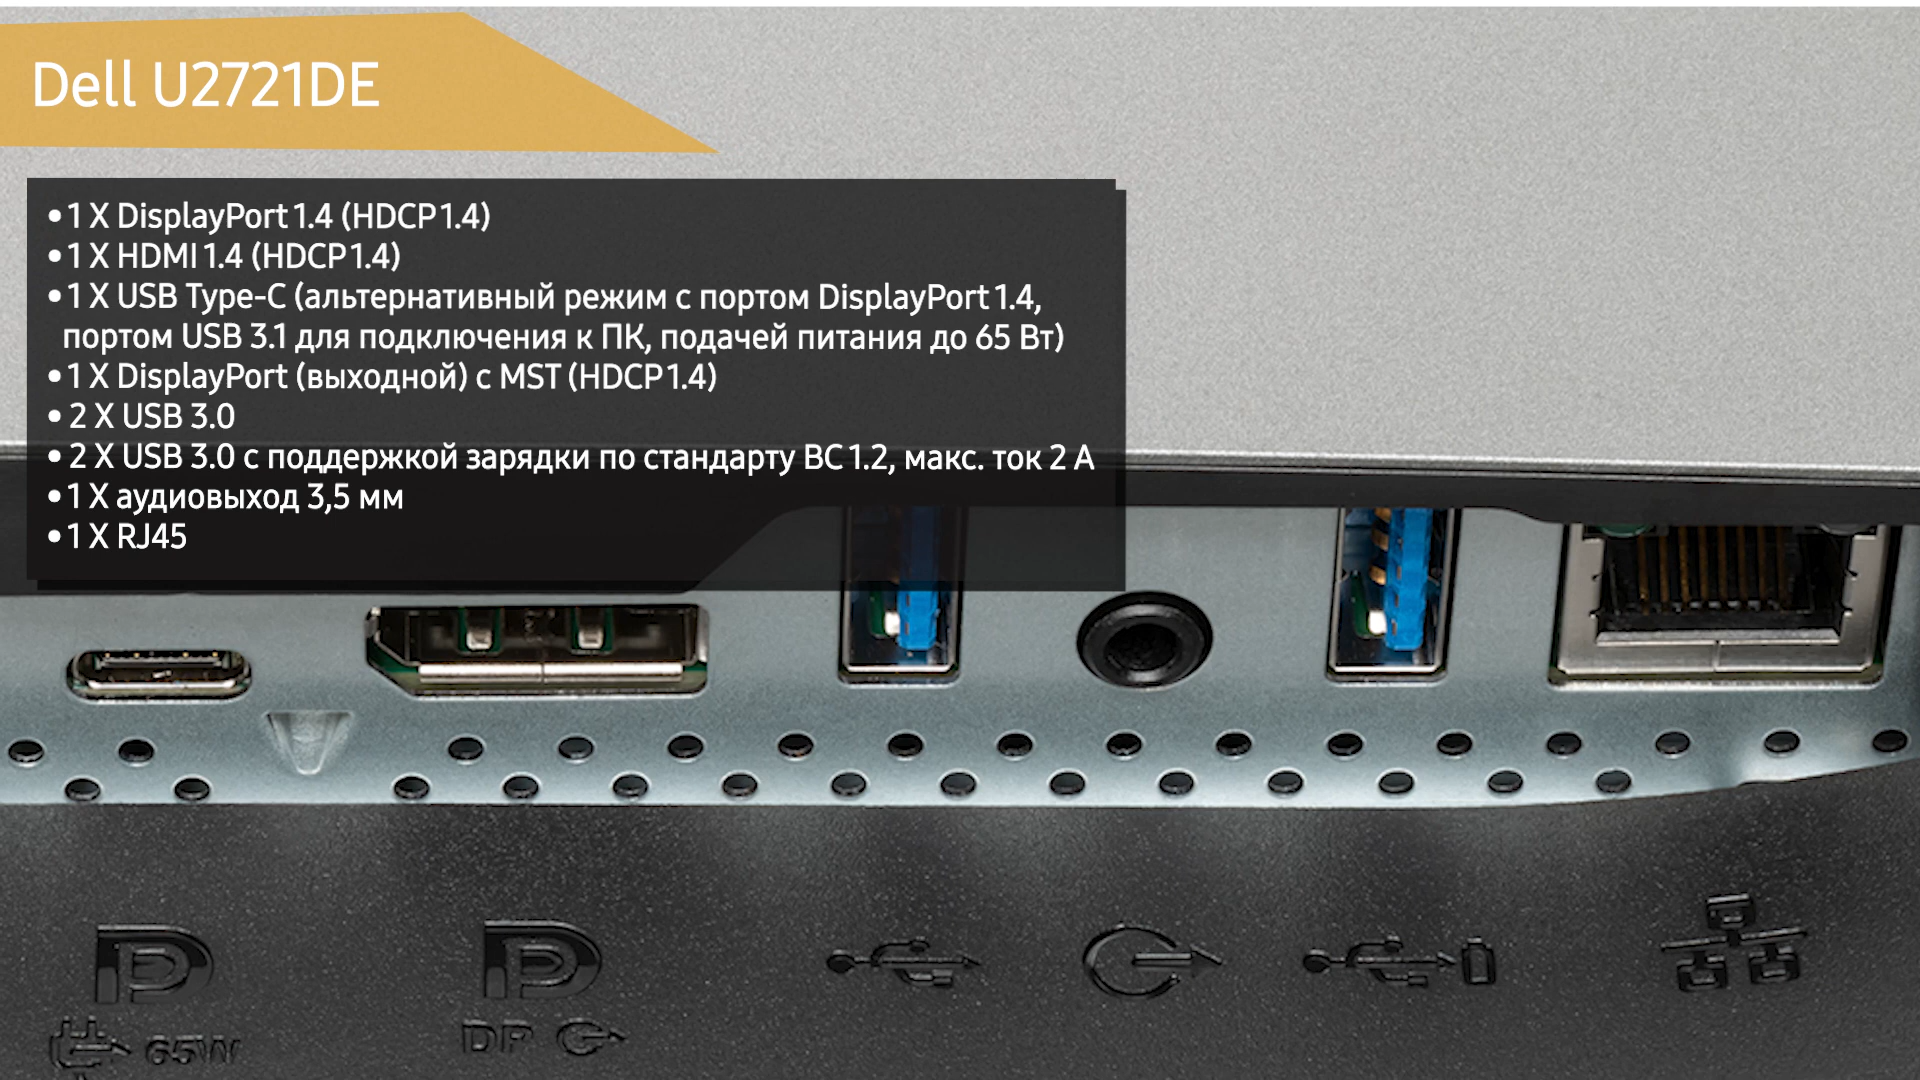 Dell U2721DE
•1 X DisplayPort 1.4 (HDCP 1.4)
•1 X HDMI 1.4 (HDCP 1.4)
•1 X USB Type-C (альтернативный режим с портом DisplayPort 1.4,
портом USB 3.1 для подключения к ПК, подачей питания до 65 Вт)
•1 X DisplayPort (выходной) с MST (HDCP 1.4)
• 2 X USB 3.0
• 2 X USB 3.0 с поддержкой зарядки по стандарту BC 1.2, макс. ток 2 А
•1 X аудиовыход 3,5 мм
•1 X RJ45
65W
DP